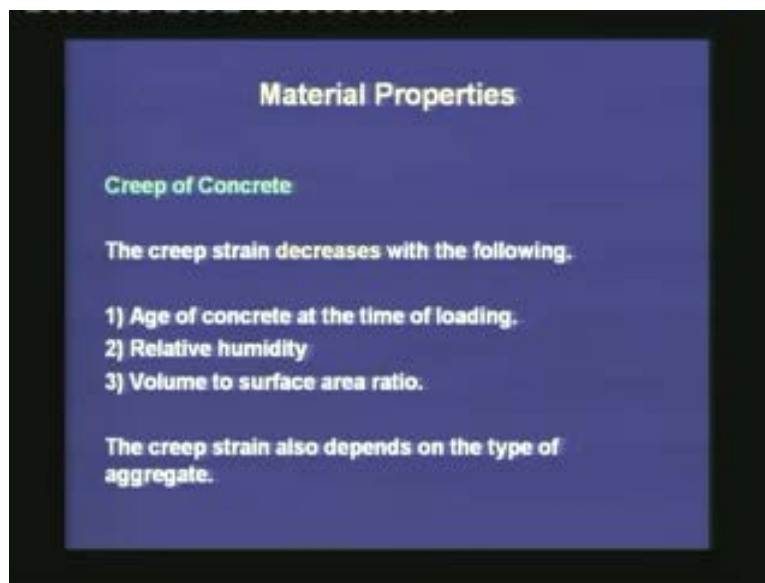 Material Properties
Creep of Concrete
The creep strain decreases with the following.
1) Age of concrete at the time of loading.
2) Relative humidity
3) Volume to surface area ratio.
The creep strain also depends on the type of
aggregate.